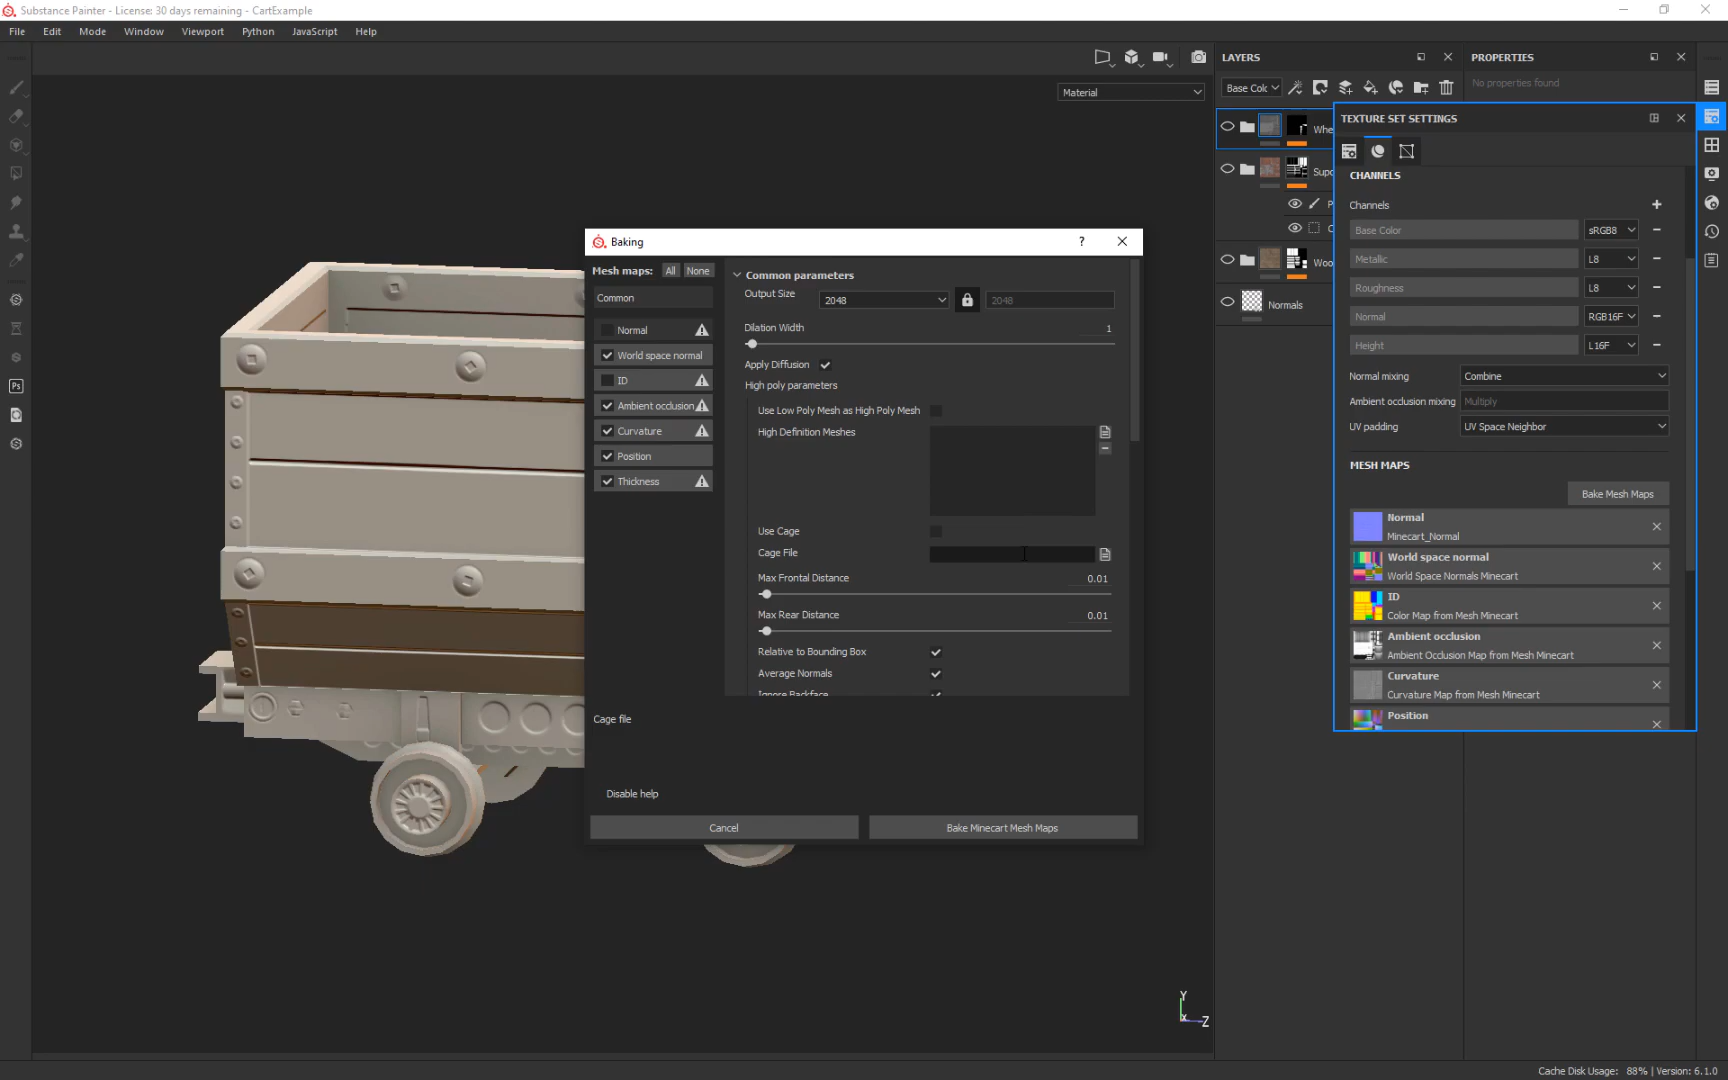 Substance Painter - License: 30 days remaining - CartExample
File Edit Mode Window Viewport Python JavaScript Help
Material
LAYERS
Base Col
Whe
Supp
P
Woo
Normals
PROPERTIES
No properties found
TEXTURE SET SETTINGS
CHANNELS
Channels
Base Color sRGB8
Metallic L8
Roughness L8
Normal RGB16F
Height L16F
Normal mixing Combine
Ambient occlusion mixing Multiply
UV padding UV Space Neighbor
MESH MAPS
Bake Mesh Maps
Normal
Minecart_Normal
World space normal
World Space Normals Minecart
ID
Color Map from Mesh Minecart
Ambient occlusion
Ambient Occlusion Map from Mesh Minecart
Curvature
Curvature Map from Mesh Minecart
Position
Baking
Mesh maps: All None
Common
Normal
World space normal
ID
Ambient occlusion
Curvature
Position
Thickness
Common parameters
Output Size 2048 2048
Dilation Width 1
Apply Diffusion
High poly parameters
Use Low Poly Mesh as High Poly Mesh
High Definition Meshes
Use Cage
Cage File
Max Frontal Distance 0.01
Max Rear Distance 0.01
Relative to Bounding Box
Average Normals
Ignore Backface
Cage file
Disable help
Cancel Bake Minecart Mesh Maps
Ps
Y
X
Z
Cache Disk Usage: 88% | Version: 6.1.0